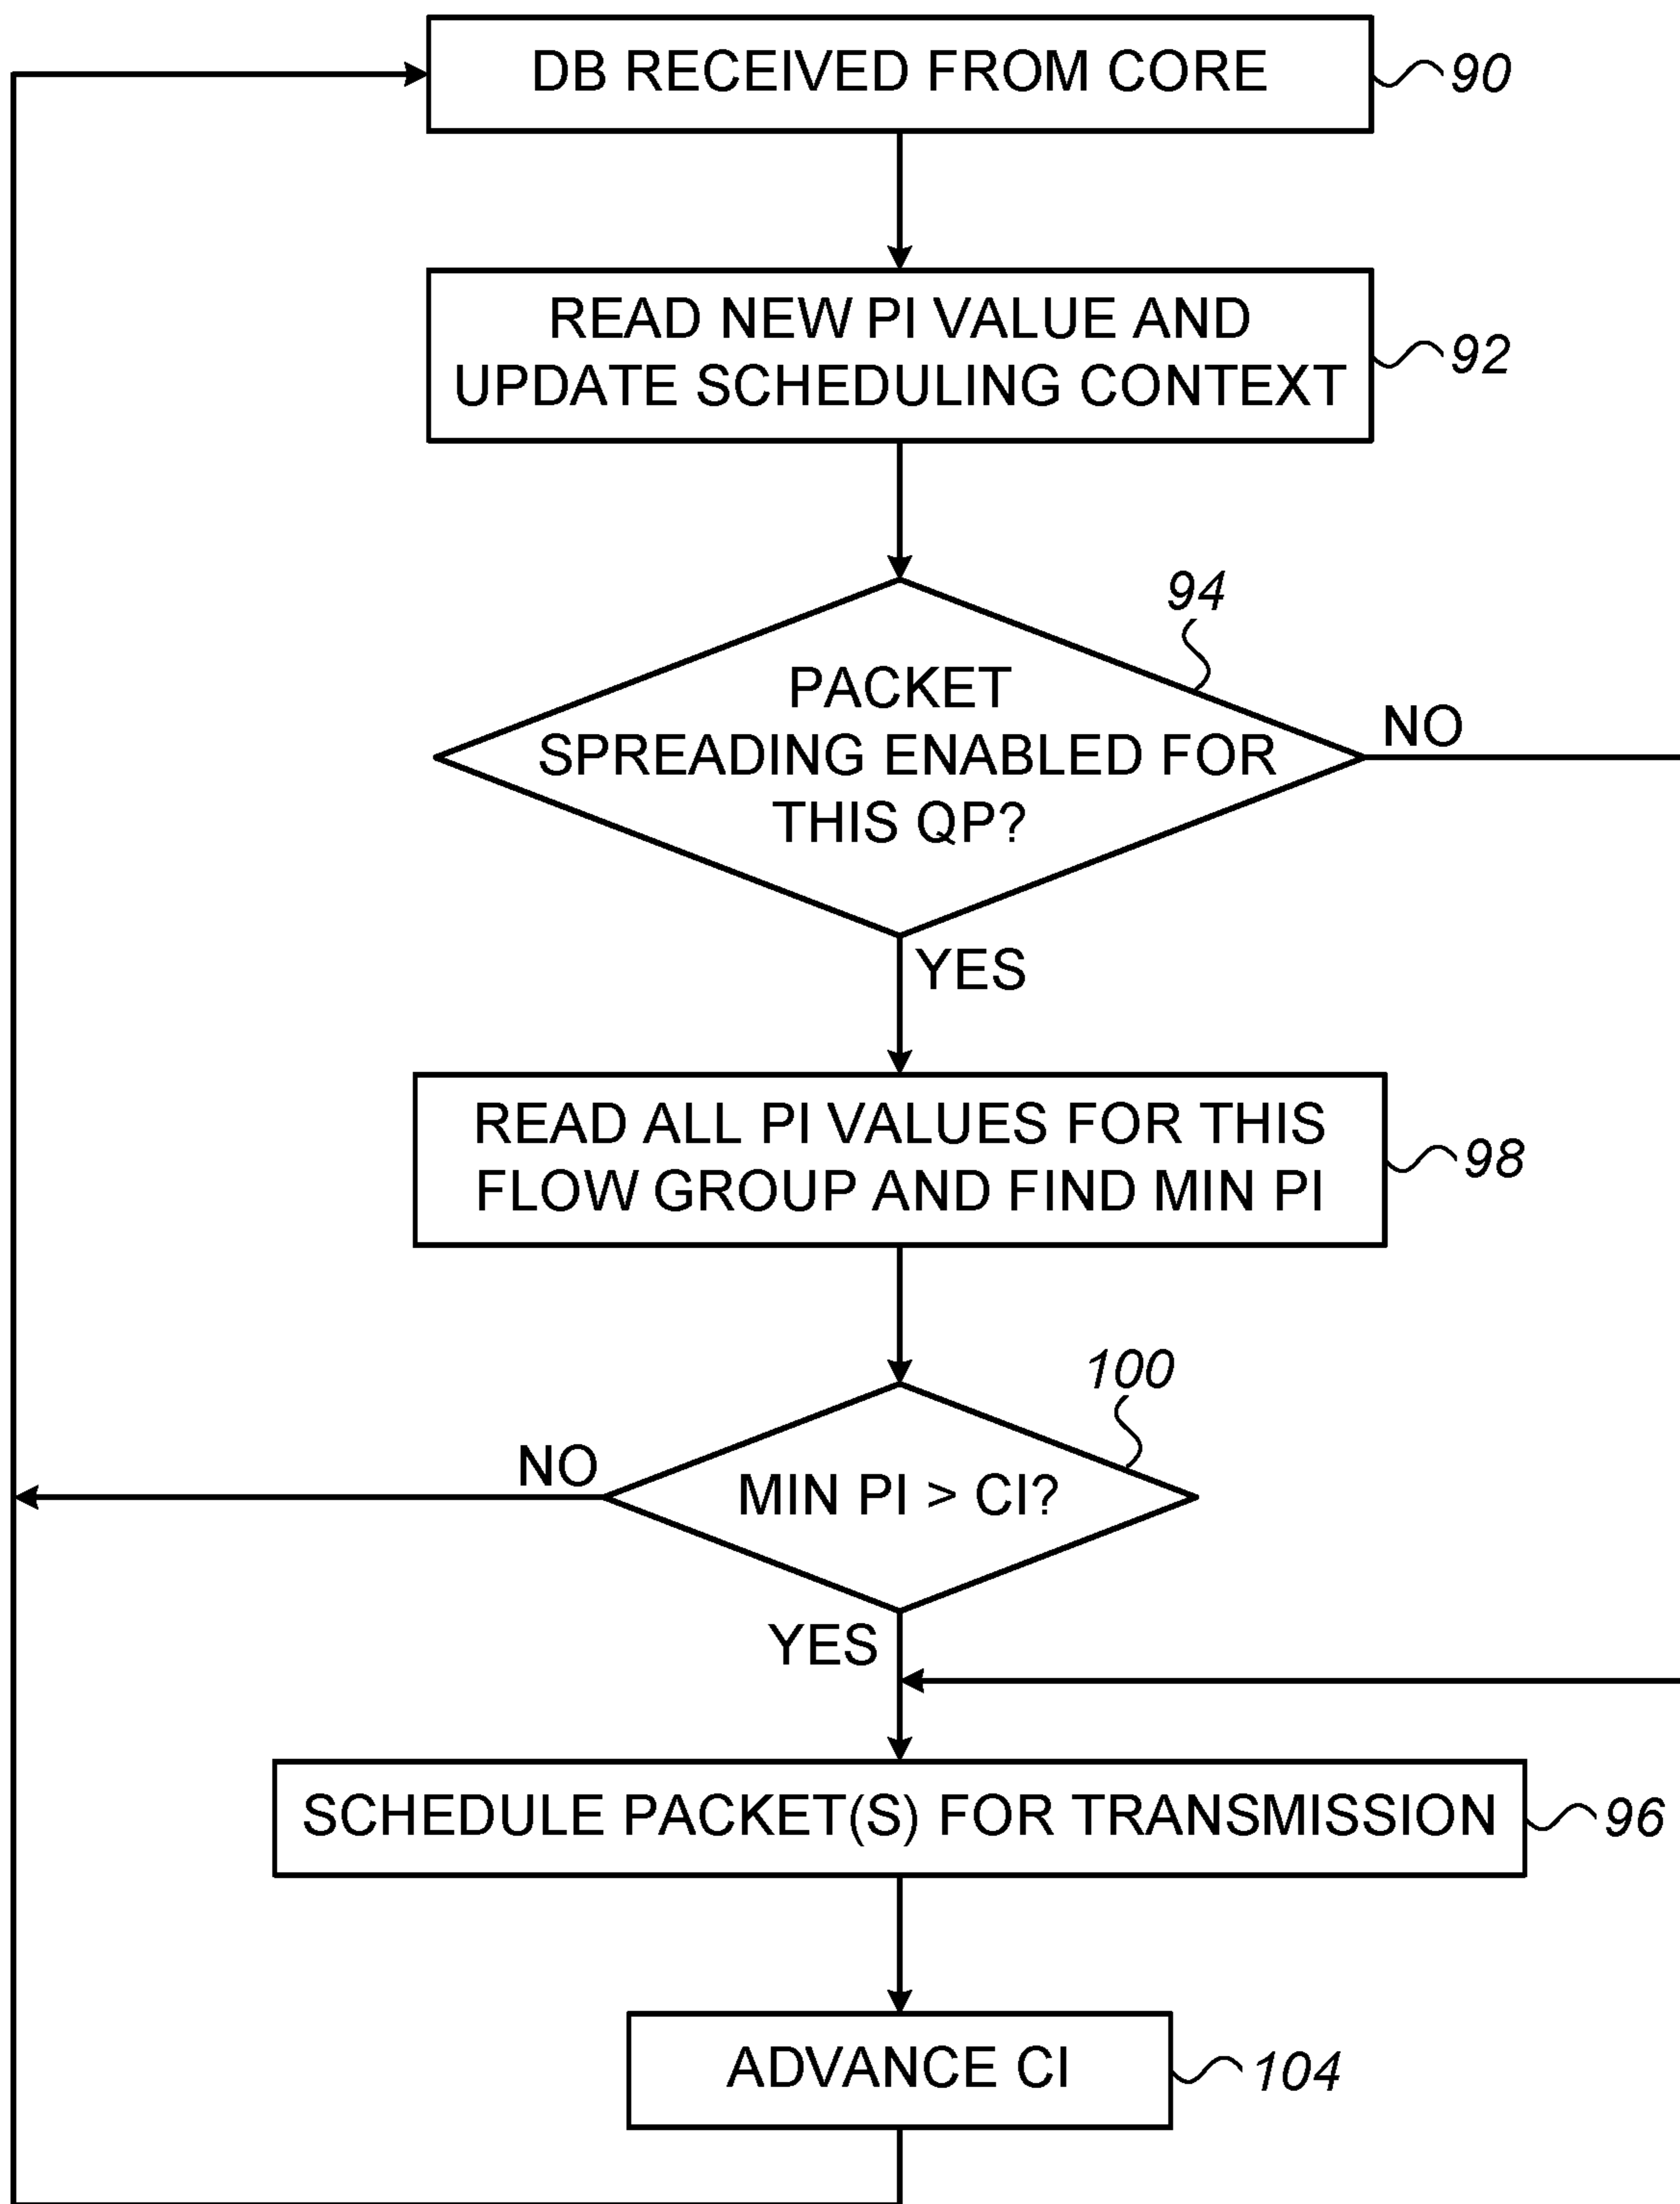 DB RECEIVED FROM CORE
90
READ NEW PI VALUE AND
UPDATE SCHEDULING CONTEXT
92
94
PACKET
SPREADING ENABLED FOR
THIS QP?
NO
YES
READ ALL PI VALUES FOR THIS
FLOW GROUP AND FIND MIN PI
98
100
NO
MIN PI > CI?
YES
SCHEDULE PACKET(S) FOR TRANSMISSION
96
ADVANCE CI
104